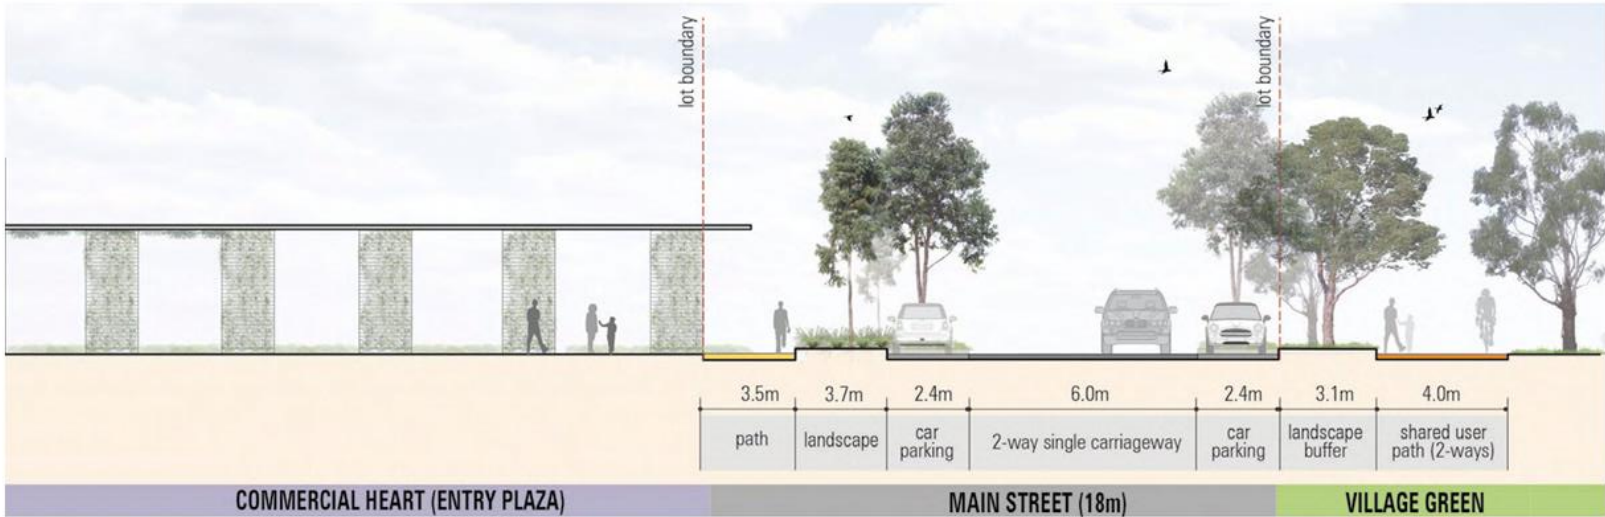 lot boundary
lot boundary
3.5m
3.7m
2.4m
6.0m
2.4m
3.1m
4.0m
path
landscape
car
parking
2-way single carriageway
car
parking
landscape
buffer
shared user
path (2-ways)
COMMERCIAL HEART (ENTRY PLAZA)
MAIN STREET (18m)
VILLAGE GREEN